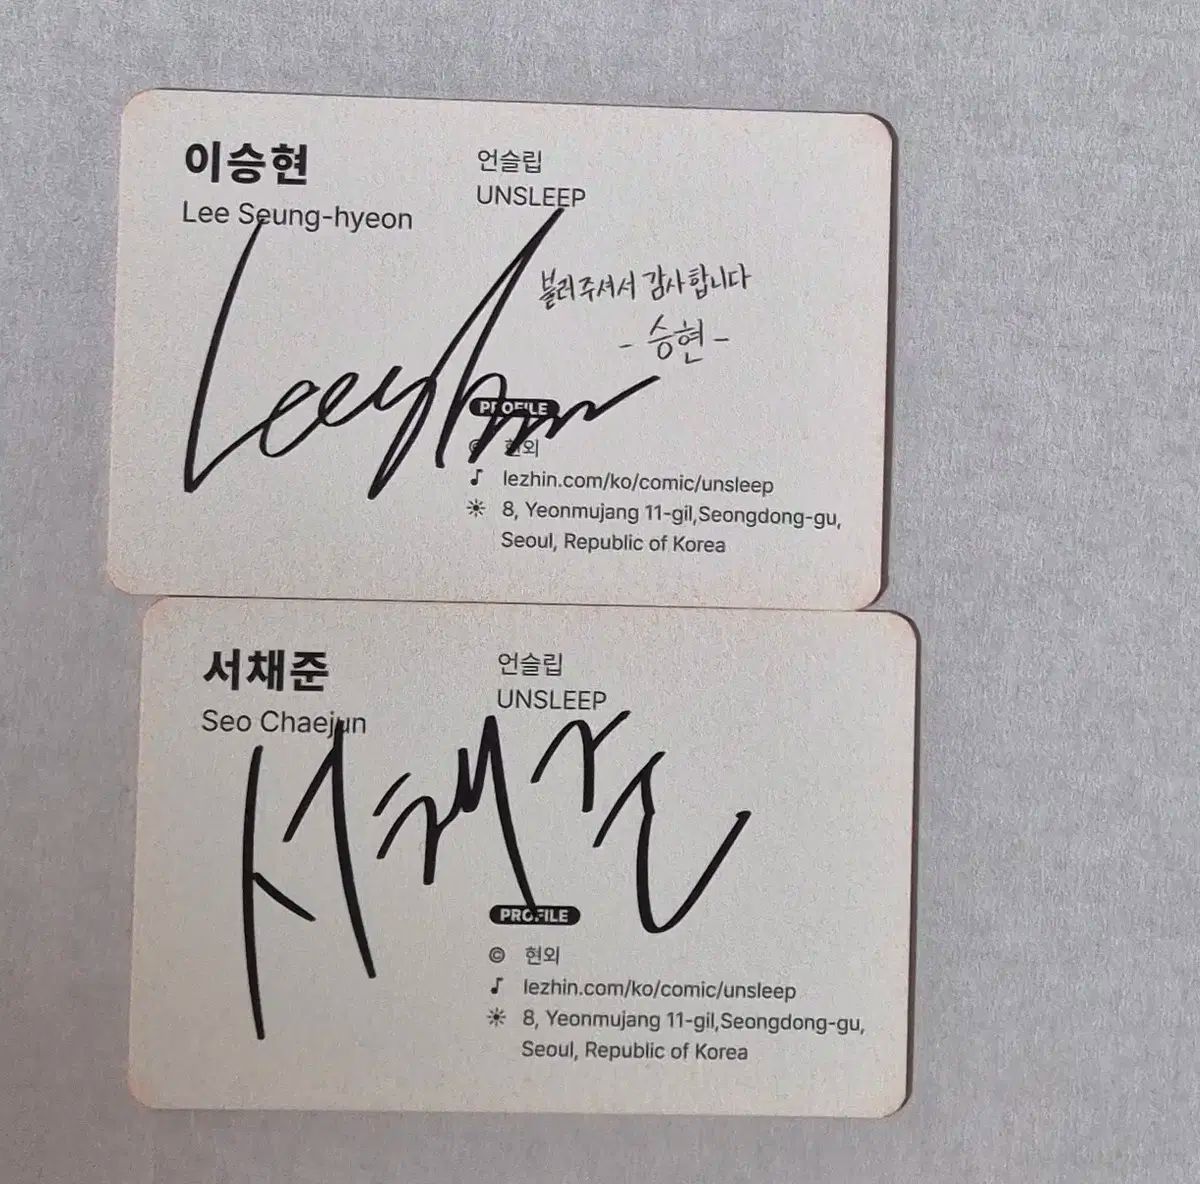 이승현
Lee Seung-hyeon
언슬립
UNSLEEP
불러주셔서 감사합니다
- 승현 -
PROFILE
© 현외
lezhin.com/ko/comic/unsleep
8, Yeonmujang 11-gil,Seongdong-gu,
Seoul, Republic of Korea
서채준
Seo Chaejun
언슬립
UNSLEEP
서채준
PROFILE
© 현외
lezhin.com/ko/comic/unsleep
8, Yeonmujang 11-gil,Seongdong-gu,
Seoul, Republic of Korea